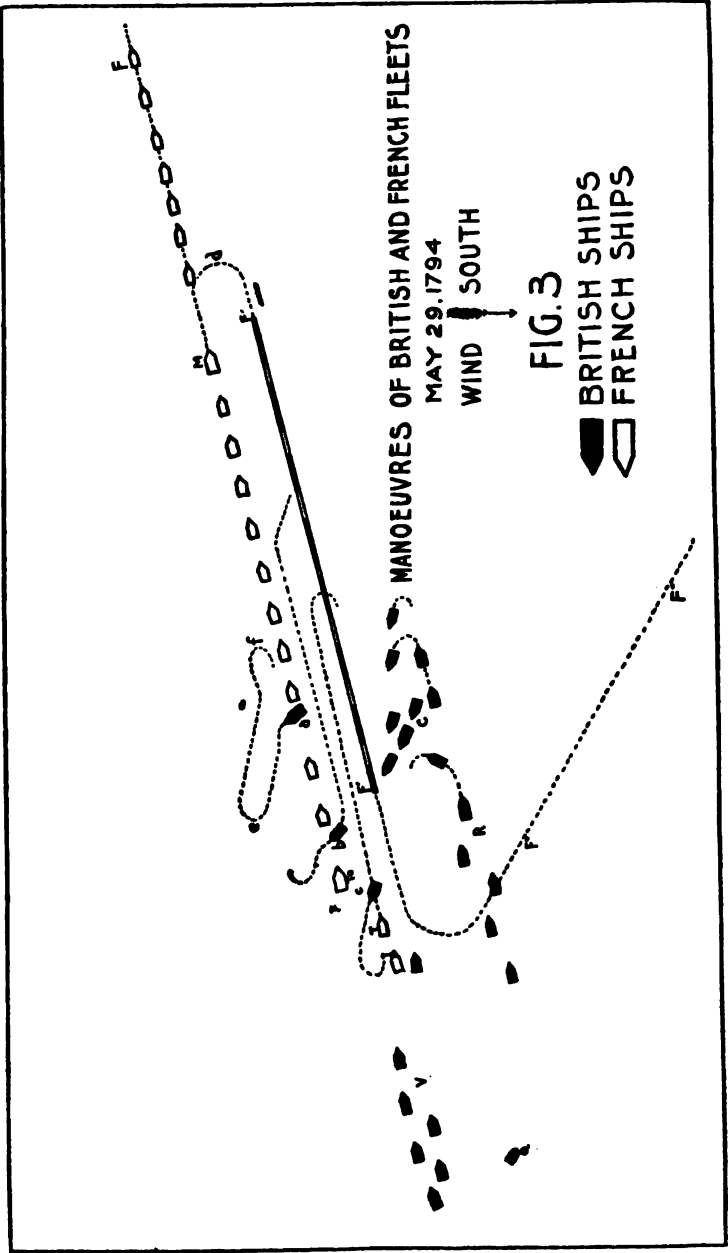 MANOEUVRES OF BRITISH AND FRENCH FLEETS
MAY 29. 1794
WIND SOUTH
FIG. 3
BRITISH SHIPS
FRENCH SHIPS
F
d
F
M
f
e
a
b
c
F
T
C
R
F
F
V